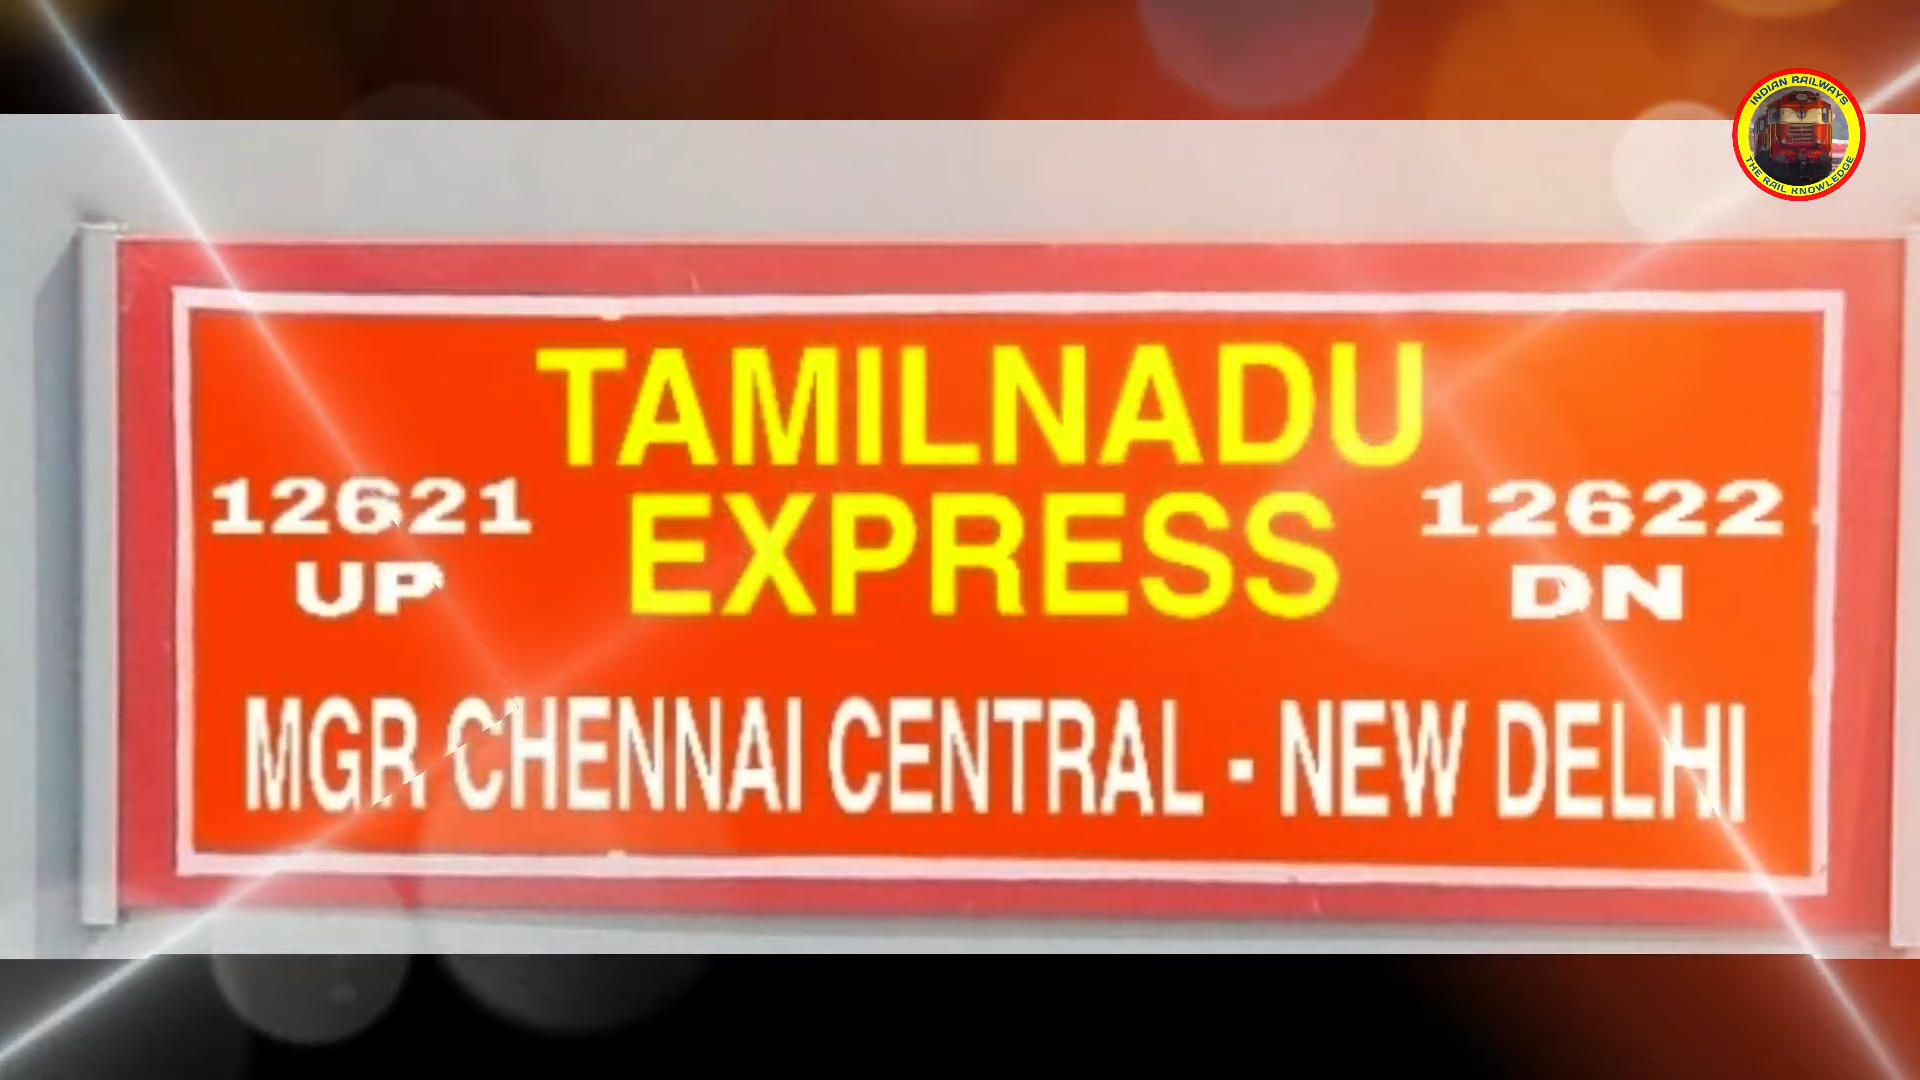 INDIAN RAILWAYS
THE RAIL KNOWLEDGE
TAMILNADU
EXPRESS
12621
UP
12622
DN
MGR CHENNAI CENTRAL - NEW DELHI